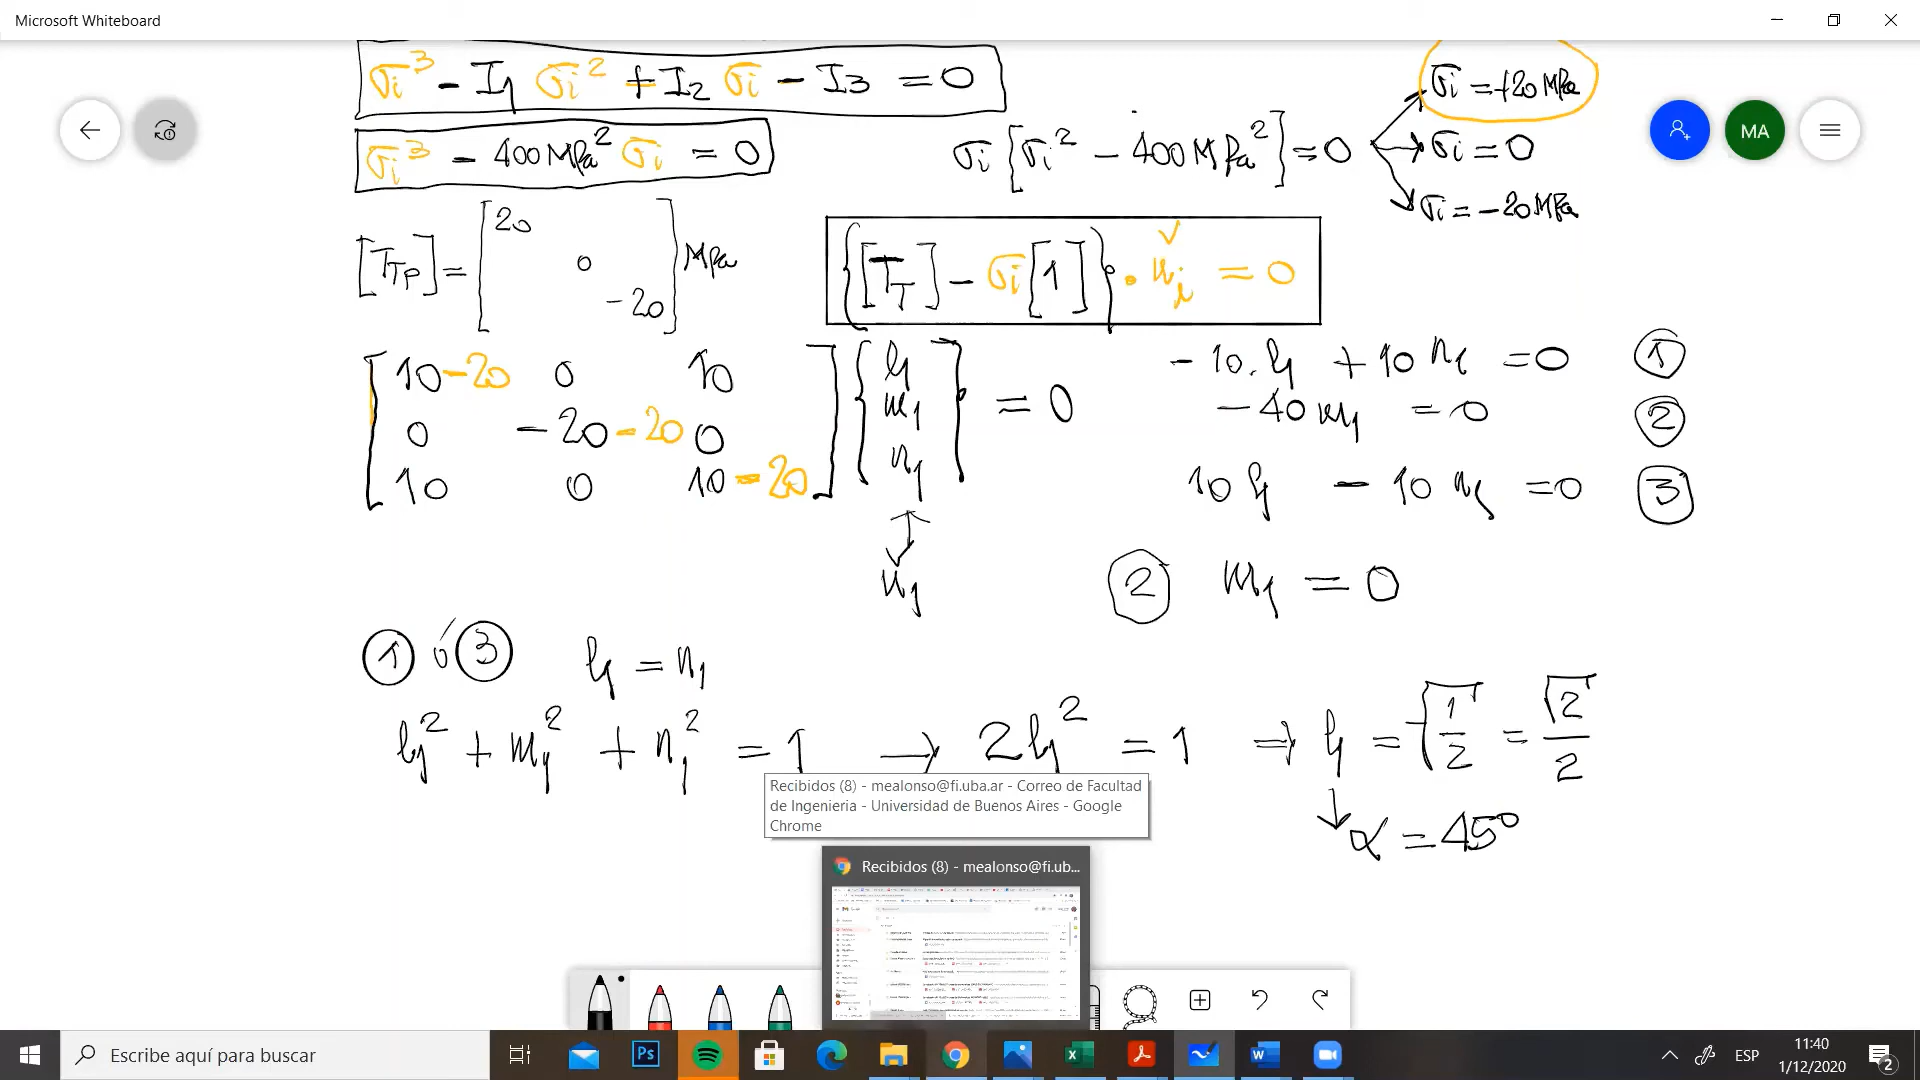 Microsoft Whiteboard
σi³ - I₁ σi² + I₂ σi - I₃ = 0
σi = +20 MPa
σi³ - 400 MPa² σi = 0
σi [σi² - 400 MPa²] = 0
σi = 0
σi = -20 MPa
MA
[T_TP] = [20 0 -20] MPa
{[T_T] - σi [1]} · ňi = 0
[10-20 0 10
0 -20-20 0
10 0 10-20]
{l₁ m₁ n₁} = 0
-10.l₁ + 10 n₁ = 0 ①
-40 m₁ = 0 ②
10 l₁ - 10 n₁ = 0 ③
ň₁
② m₁ = 0
① ó ③ l₁ = n₁
l₁² + m₁² + n₁² = 1 → 2l₁² = 1 ⇒ l₁ = √(1/2) = √2/2
α = 45°
Recibidos (8) - mealonso@fi.uba.ar - Correo de Facultad
de Ingenieria - Universidad de Buenos Aires - Google
Chrome
Recibidos (8) - mealonso@fi.ub...
Escribe aquí para buscar
Ps
ESP
11:40
1/12/2020
2